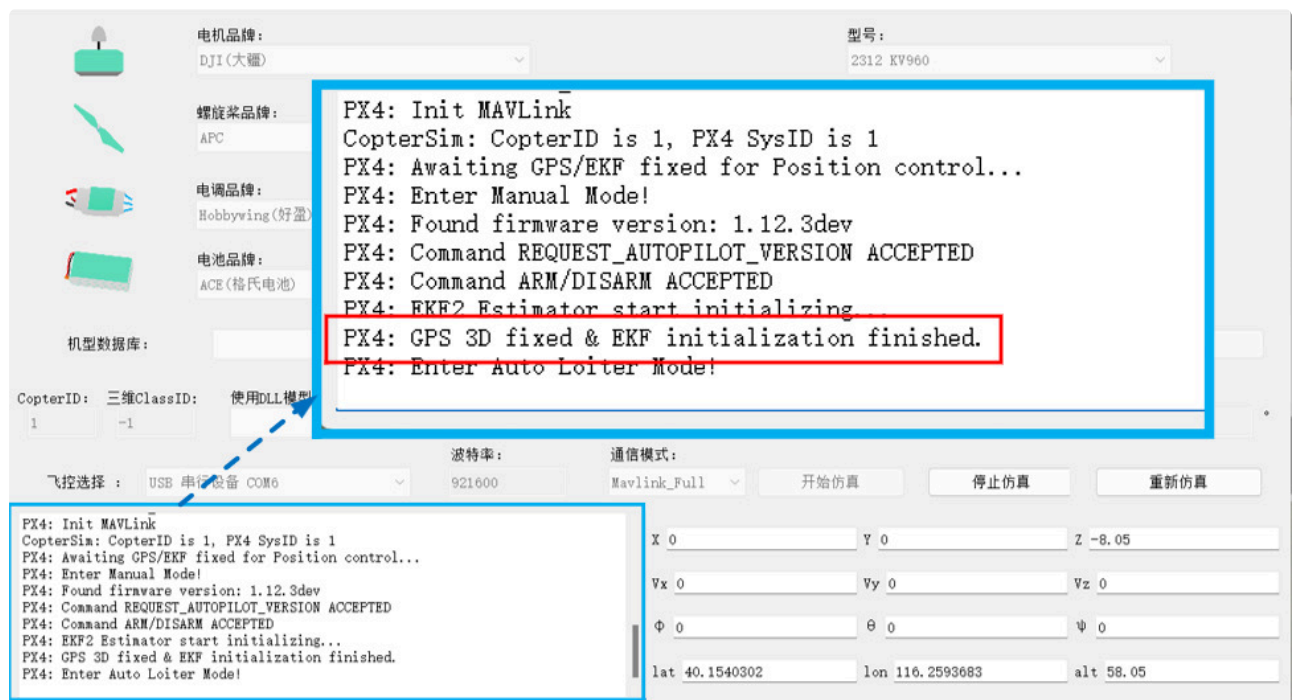 电机品牌：
型号：
DJI(大疆)
2312 KV960
螺旋桨品牌：
APC
电调品牌：
Hobbywing(好盈)
电池品牌：
ACE(格氏电池)
PX4: Init MAVLink
CopterSim: CopterID is 1, PX4 SysID is 1
PX4: Awaiting GPS/EKF fixed for Position control...
PX4: Enter Manual Mode!
PX4: Found firmware version: 1.12.3dev
PX4: Command REQUEST_AUTOPILOT_VERSION ACCEPTED
PX4: Command ARM/DISARM ACCEPTED
PX4: EKF2 Estimator start initializing...
PX4: GPS 3D fixed & EKF initialization finished.
PX4: Enter Auto Loiter Mode!
机型数据库：
CopterID: 三维ClassID: 使用DLL模型
1 -1 °
波特率： 通信模式：
飞控选择 ： USB 串行设备 COM6 921600 Mavlink_Full 开始仿真 停止仿真 重新仿真
PX4: Init MAVLink
CopterSim: CopterID is 1, PX4 SysID is 1
PX4: Awaiting GPS/EKF fixed for Position control...
PX4: Enter Manual Mode!
PX4: Found firmware version: 1.12.3dev
PX4: Command REQUEST_AUTOPILOT_VERSION ACCEPTED
PX4: Command ARM/DISARM ACCEPTED
PX4: EKF2 Estimator start initializing...
PX4: GPS 3D fixed & EKF initialization finished.
PX4: Enter Auto Loiter Mode!
X 0 Y 0 Z -8.05
Vx 0 Vy 0 Vz 0
Φ 0 θ 0 ψ 0
lat 40.1540302 lon 116.2593683 alt 58.05